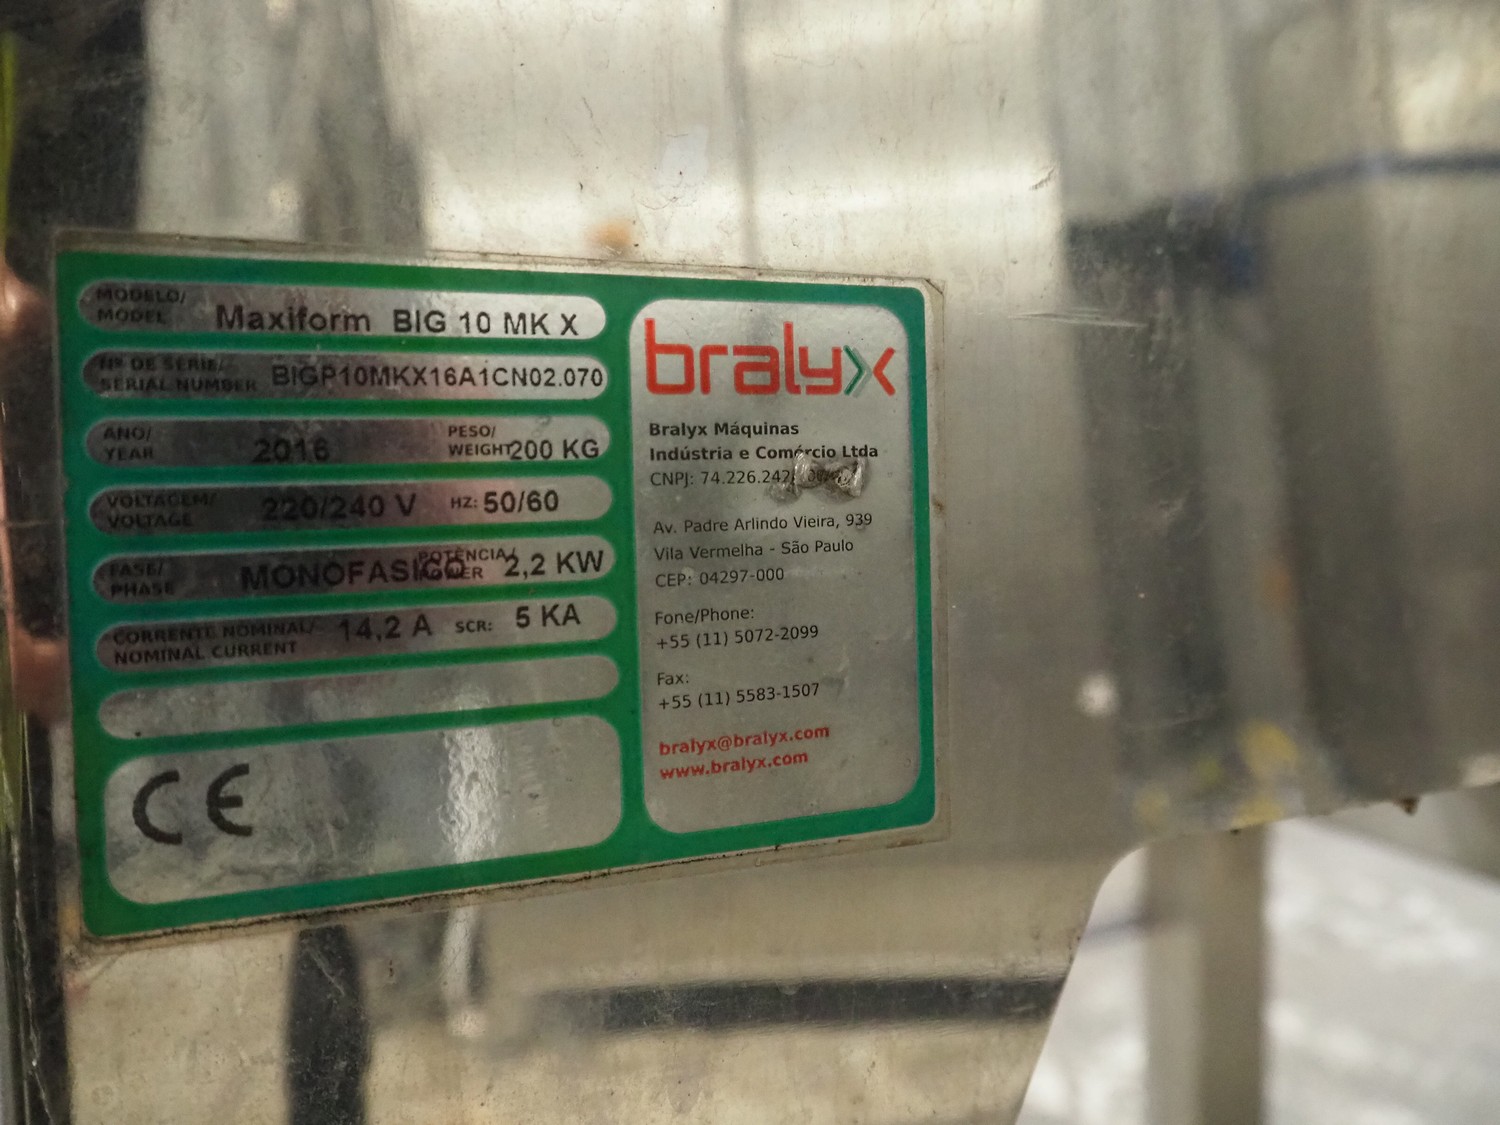 MODELO/
MODEL
Maxiform BIG 10 MK X
Nº DE SERIE/
SERIAL NUMBER
BIGP10MKX16A1CN02.070
ANO/
YEAR
2016
PESO/
WEIGHT
200 KG
VOLTAGEM/
VOLTAGE
220/240 V
HZ: 50/60
FASE/
PHASE
MONOFASICO
POTÊNCIA/
POWER
2,2 KW
CORRENTE NOMINAL/
NOMINAL CURRENT
14,2 A
SCR: 5 KA
CE
bralyx
Bralyx Máquinas
Indústria e Comércio Ltda
CNPJ: 74.226.242/
Av. Padre Arlindo Vieira, 939
Vila Vermelha - São Paulo
CEP: 04297-000
Fone/Phone:
+55 (11) 5072-2099
Fax:
+55 (11) 5583-1507
bralyx@bralyx.com
www.bralyx.com